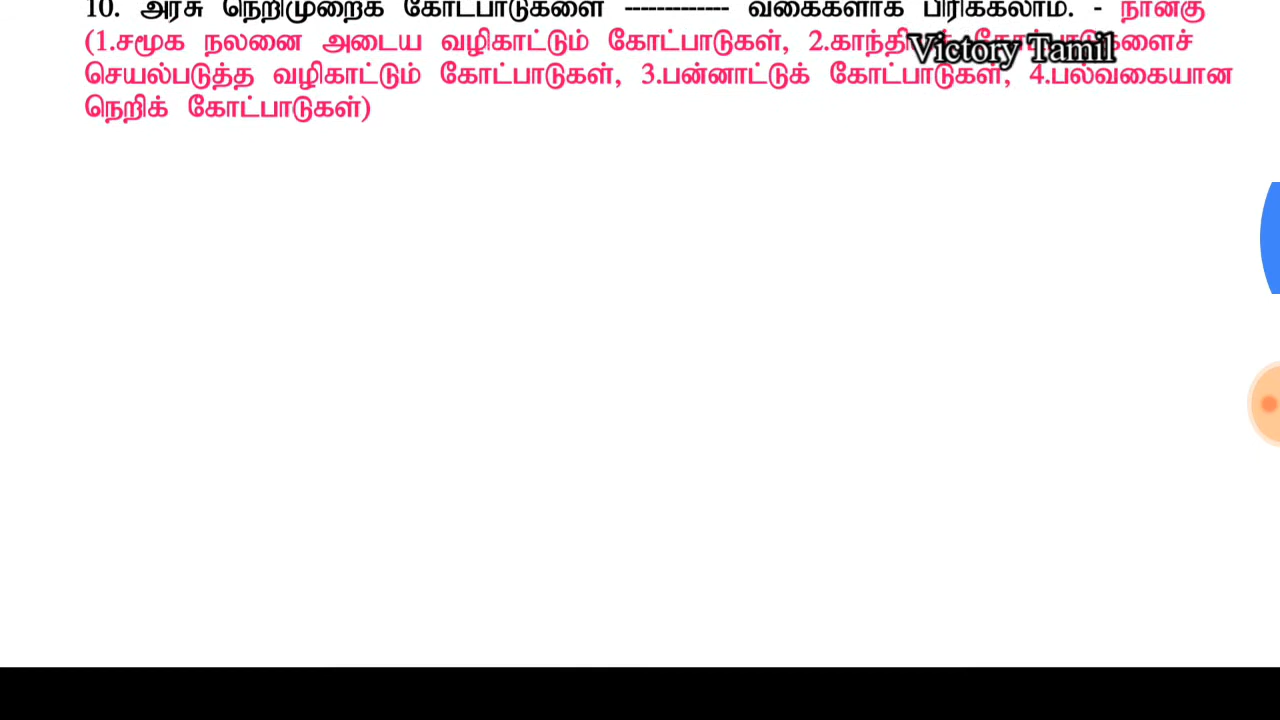 10. அரசு நெறிமுறைக் கோட்பாடுகளை ------------- வகைகளாக பிரிக்கலாம். - நான்கு
(1.சமூக நலனை அடைய வழிகாட்டும் கோட்பாடுகள், 2.காந்திய கோட்பாடுகளைச்
Victory Tamil
செயல்படுத்த வழிகாட்டும் கோட்பாடுகள், 3.பன்னாட்டுக் கோட்பாடுகள், 4.பல்வகையான
நெறிக் கோட்பாடுகள்)